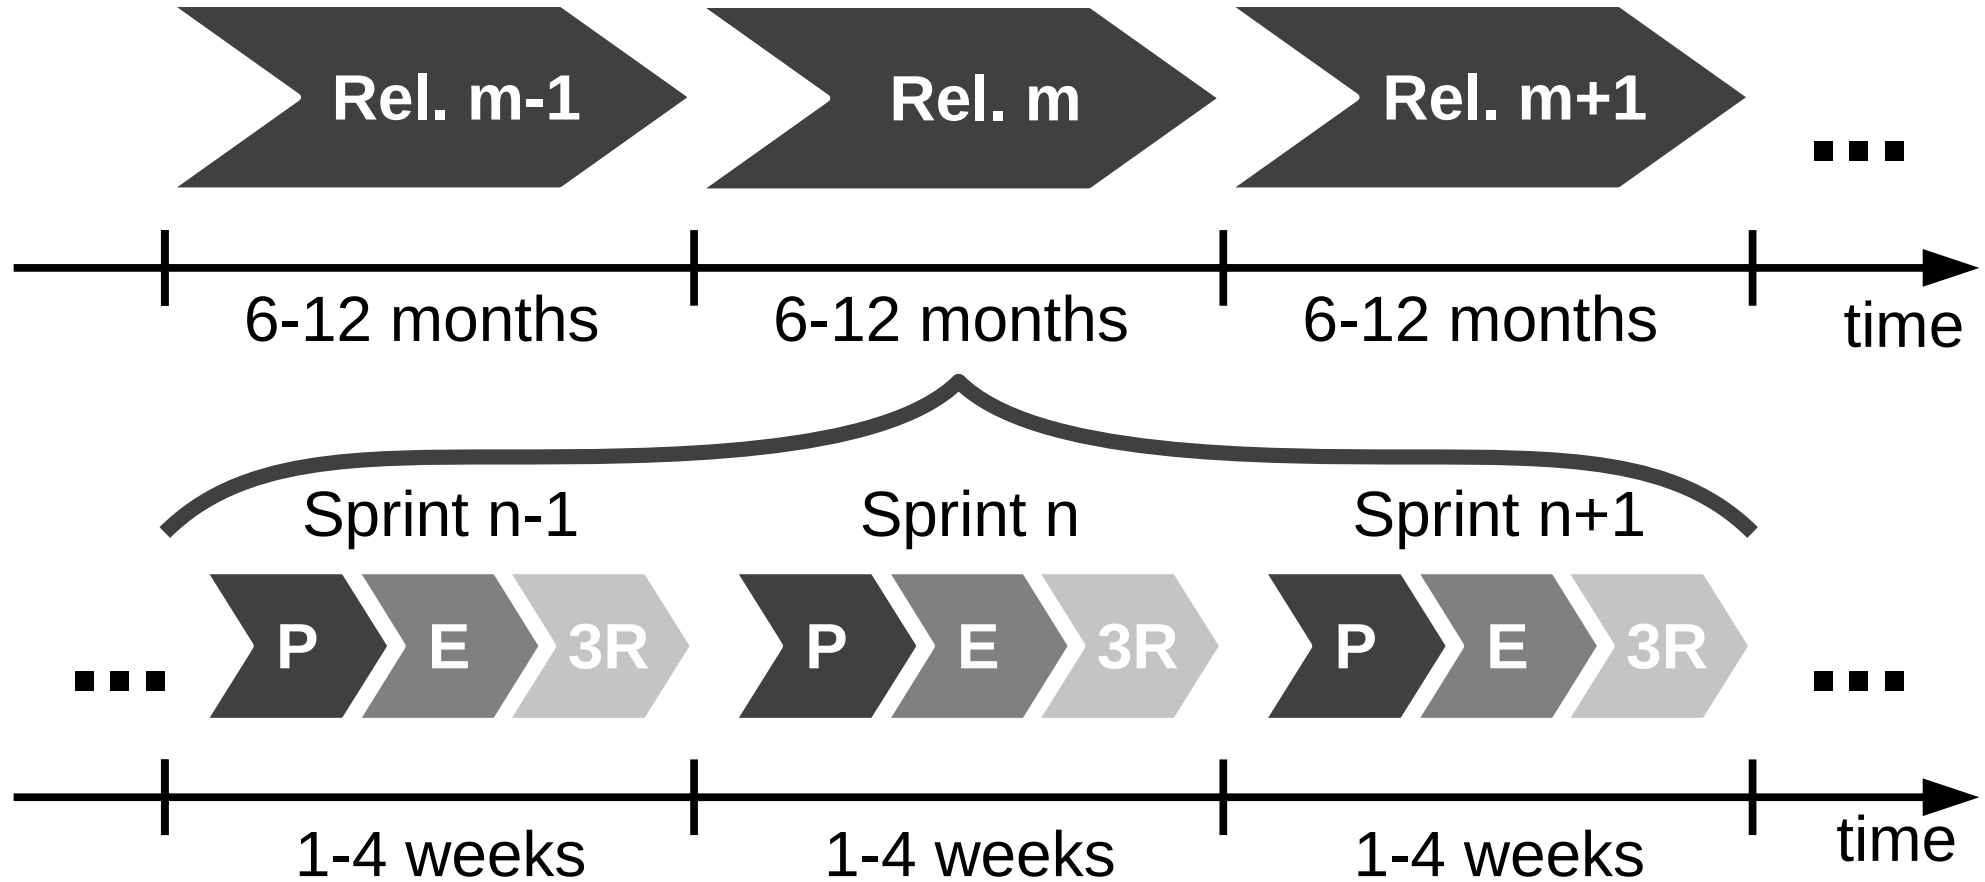 Rel. m-1 Rel. m Rel. m+1
6-12 months 6-12 months 6-12 months time
Sprint n-1 Sprint n Sprint n+1
P E 3R P E 3R P E 3R
1-4 weeks 1-4 weeks 1-4 weeks time